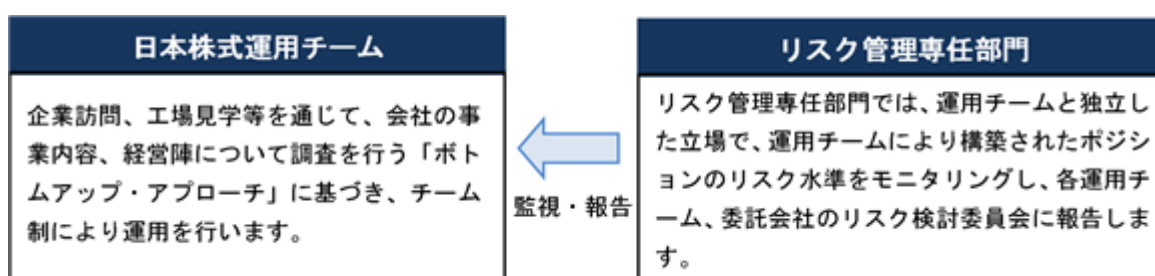 日本株式運用チーム
企業訪問、工場見学等を通じて、会社の事
業内容、経営陣について調査を行う「ボト
ムアップ・アプローチ」に基づき、チーム
制により運用を行います。
監視・報告
リスク管理専任部門
リスク管理専任部門では、運用チームと独立し
た立場で、運用チームにより構築されたポジシ
ョンのリスク水準をモニタリングし、各運用チ
ーム、委託会社のリスク検討委員会に報告しま
す。